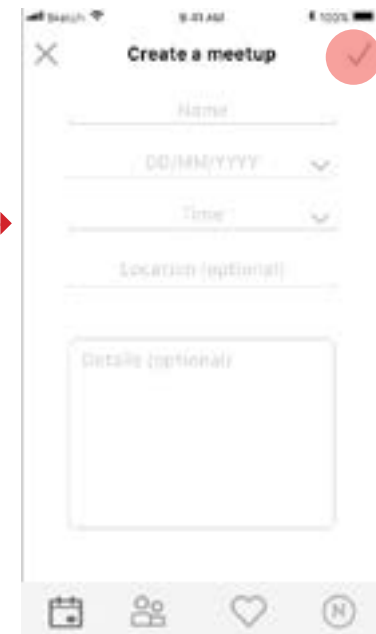 Sketch 9:41 AM 100%
Create a meetup
Name
DD/MM/YYYY
Time
Location (optional)
Details (optional)
N